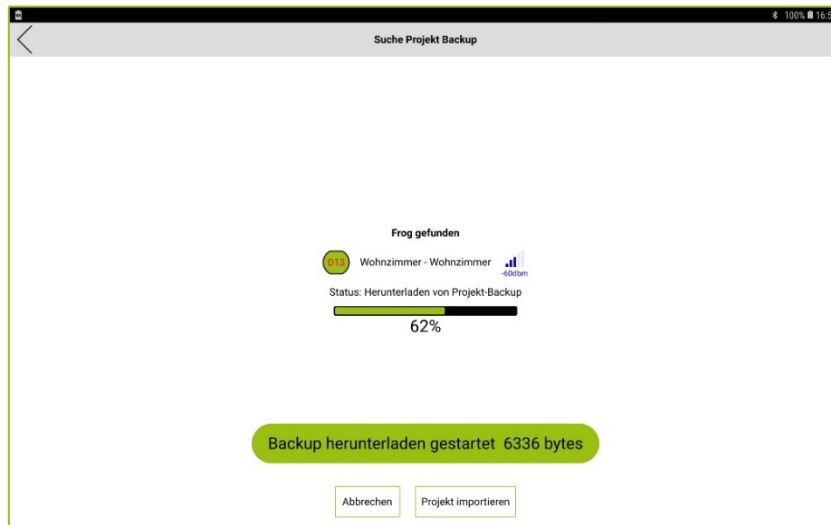 100% 16:5
Suche Projekt Backup
Frog gefunden
D13 Wohnzimmer - Wohnzimmer -60dbm
Status: Herunterladen von Projekt-Backup
62%
Backup herunterladen gestartet 6336 bytes
Abbrechen Projekt importieren